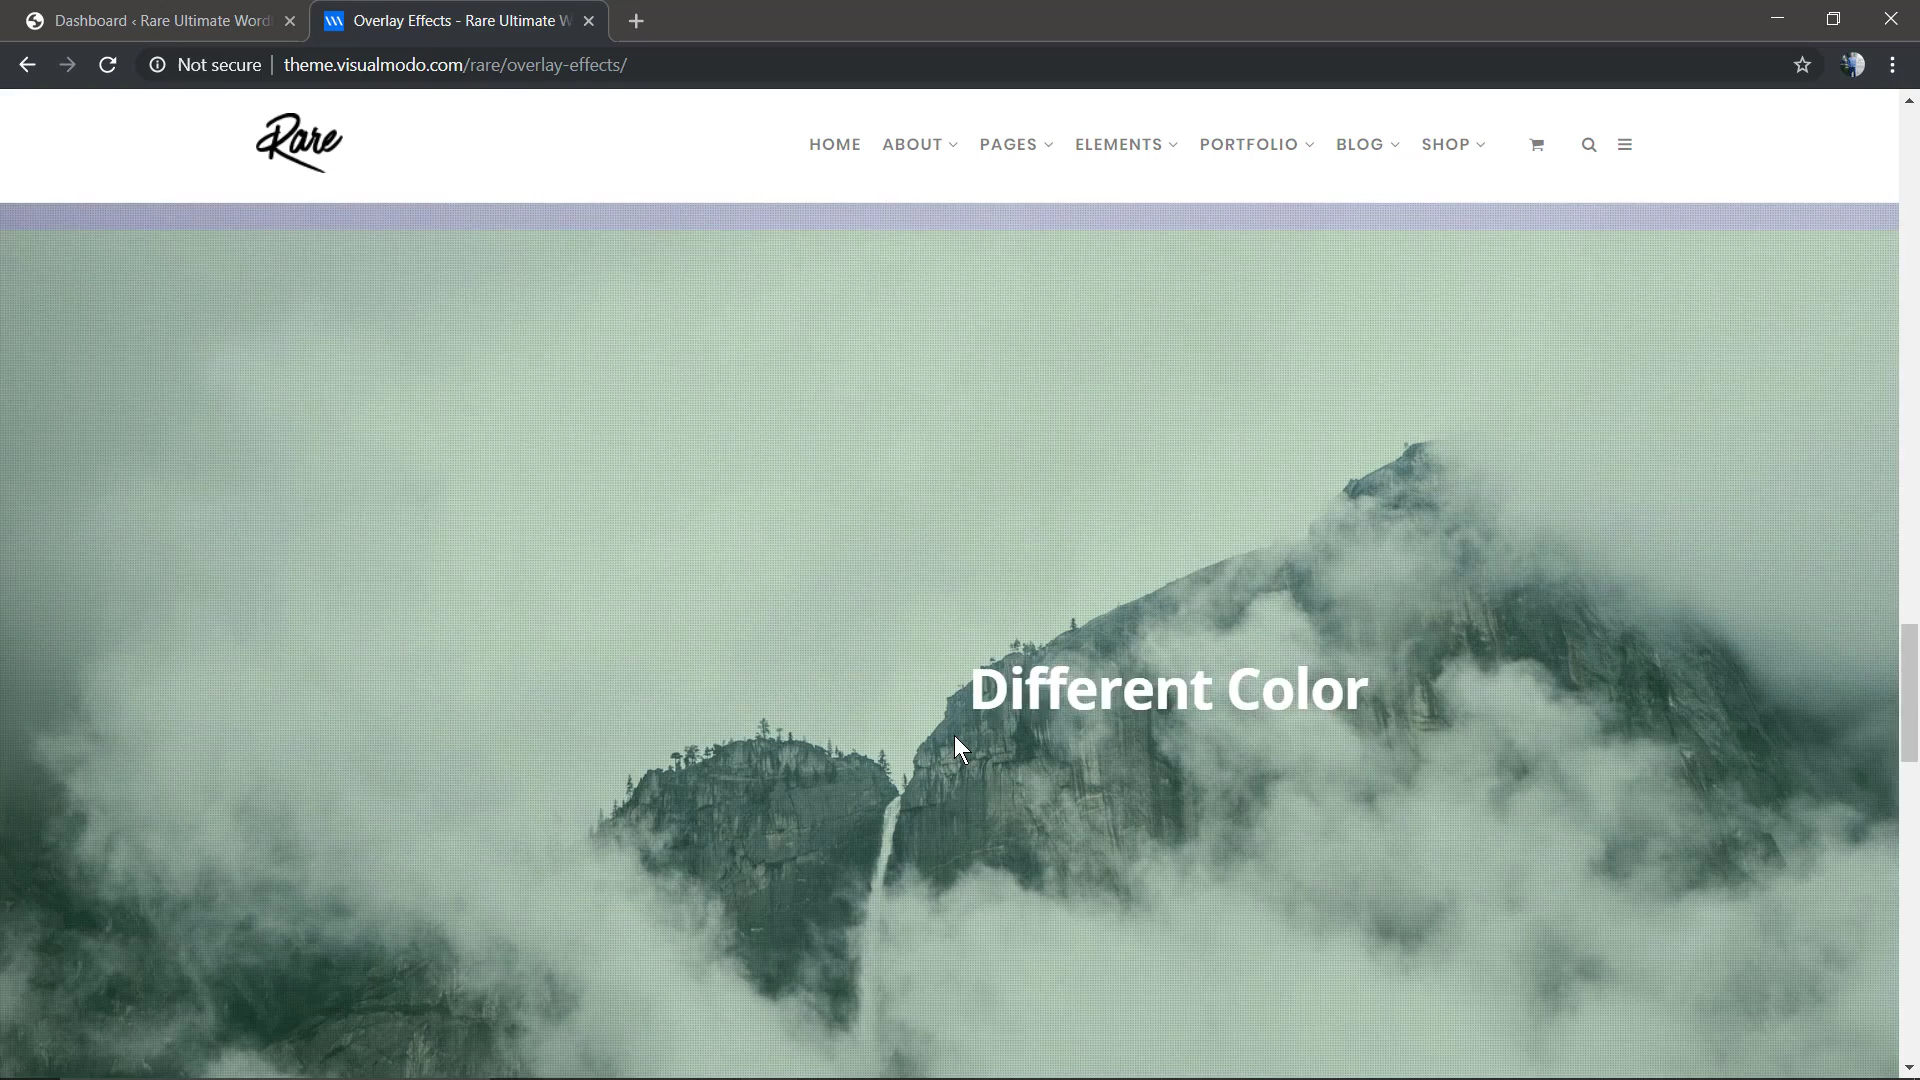 Dashboard ‹ Rare Ultimate Word
Overlay Effects - Rare Ultimate W
Not secure
theme.visualmodo.com/rare/overlay-effects/
Rare
HOME ABOUT PAGES ELEMENTS PORTFOLIO BLOG SHOP
Different Color